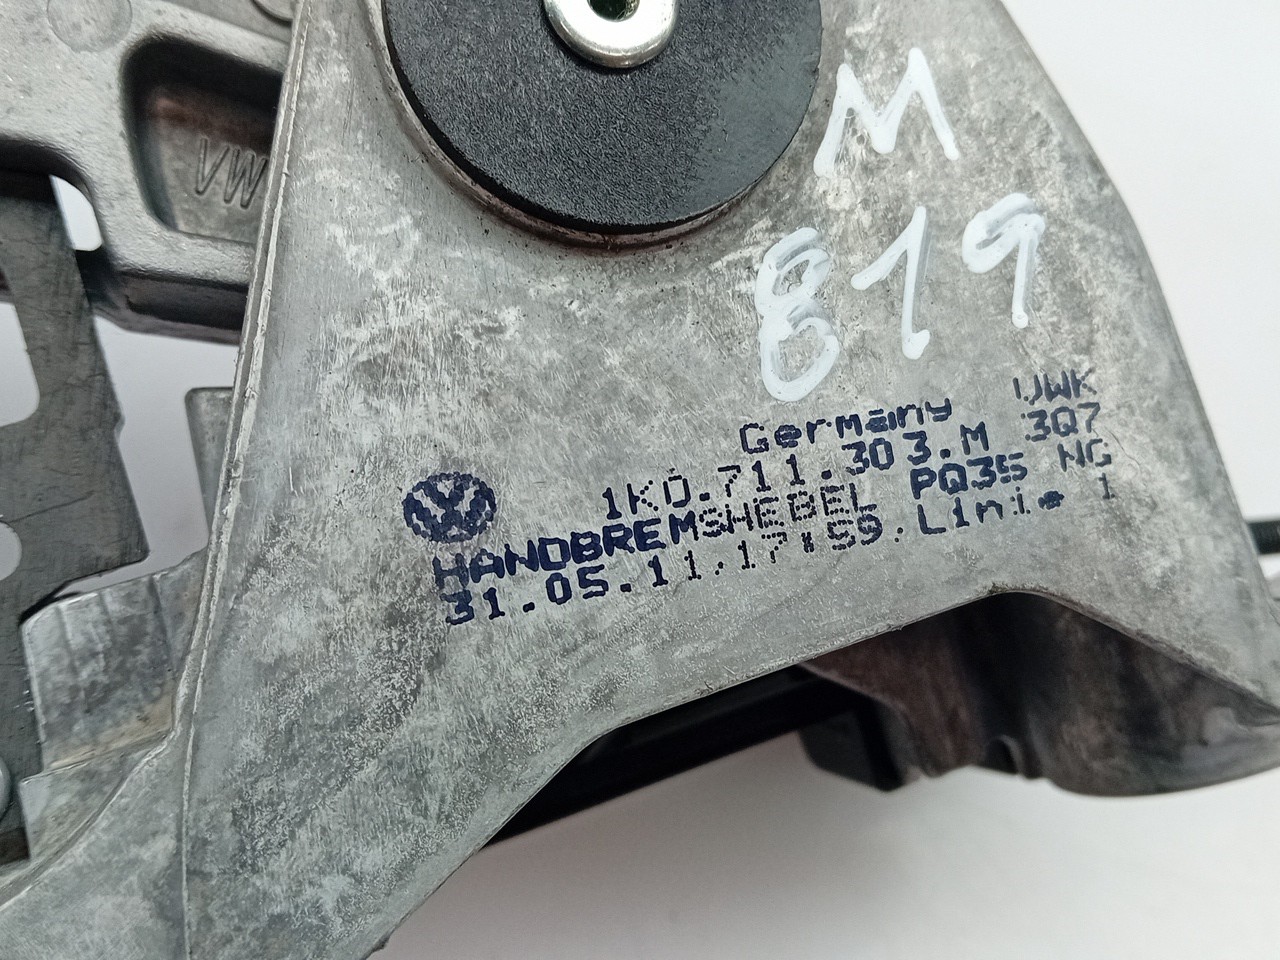 VW
M
819
Germany VWK
1K0.711.303.M 3Q7
HANDBREMSHEBEL PQ35 NG
31.05.11,17:59.Linie 1